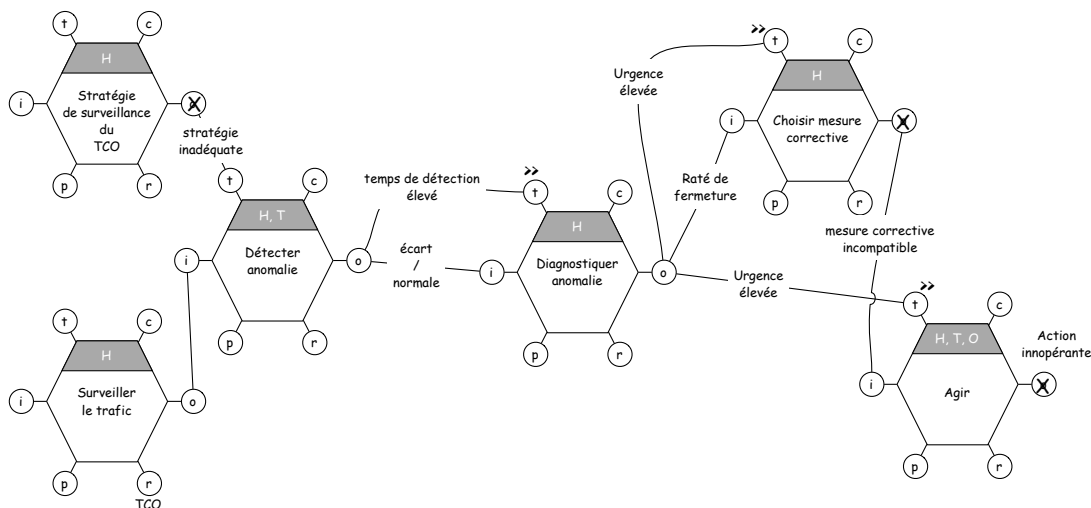 t
c
H
Stratégie
de surveillance
du
TCO
i
o
p
r
stratégie
inadéquate
t
c
H, T
Détecter
anomalie
i
o
p
r
t
c
H
Surveiller
le trafic
i
o
p
r
TCO
temps de détection
élevé
écart
/
normale
»
t
c
H
Diagnostiquer
anomalie
i
o
p
r
Urgence
élevée
Raté de
fermeture
»
t
c
H
Choisir mesure
corrective
i
p
r
mesure corrective
incompatible
Urgence
élevée
»
t
c
H, T, O
Agir
i
p
r
Action
innopérante